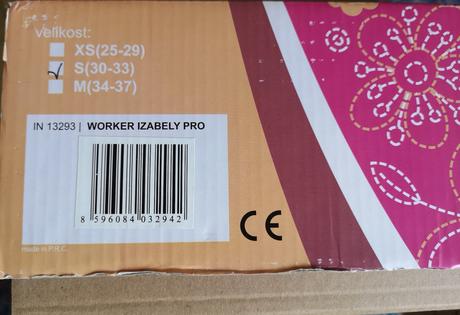 velikost:
XS(25-29)
S(30-33)
M(34-37)
IN 13293 | WORKER IZABELY PRO
8 596084 032942
CE
made in P.R.C.